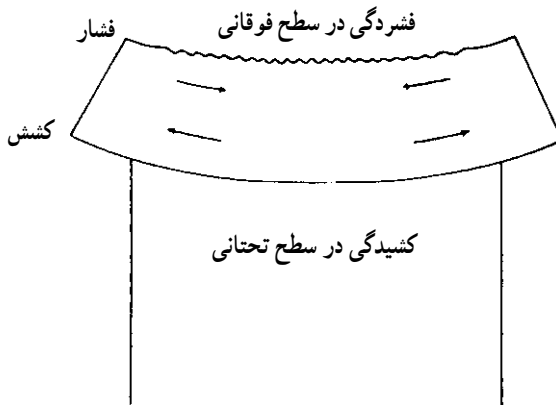 فشردگی در سطح فوقانی
فشار
کشش
کشیدگی در سطح تحتانی